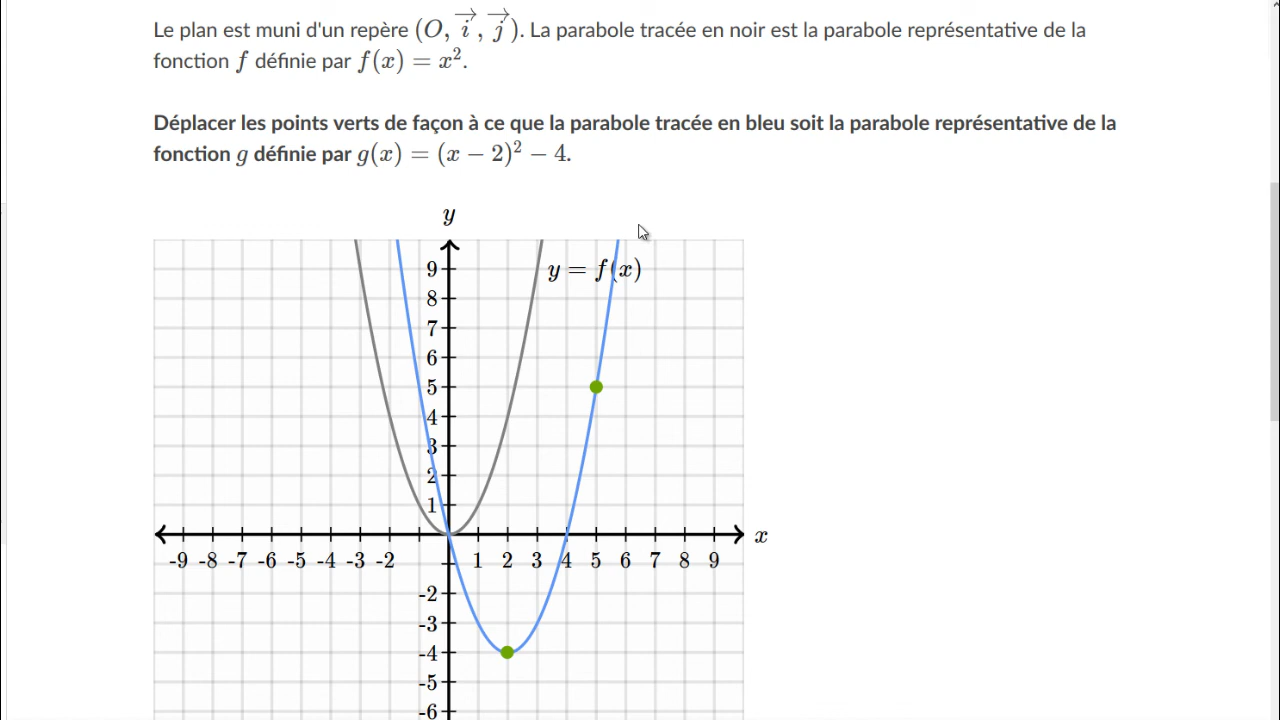 Le plan est muni d'un repère (O, i⃗, j⃗). La parabole tracée en noir est la parabole représentative de la
fonction f définie par f(x) = x².
Déplacer les points verts de façon à ce que la parabole tracée en bleu soit la parabole représentative de la
fonction g définie par g(x) = (x − 2)² − 4.
y
y = f(x)
9
8
7
6
5
4
3
2
1
x
-9 -8 -7 -6 -5 -4 -3 -2 1 2 3 4 5 6 7 8 9
-2
-3
-4
-5
-6